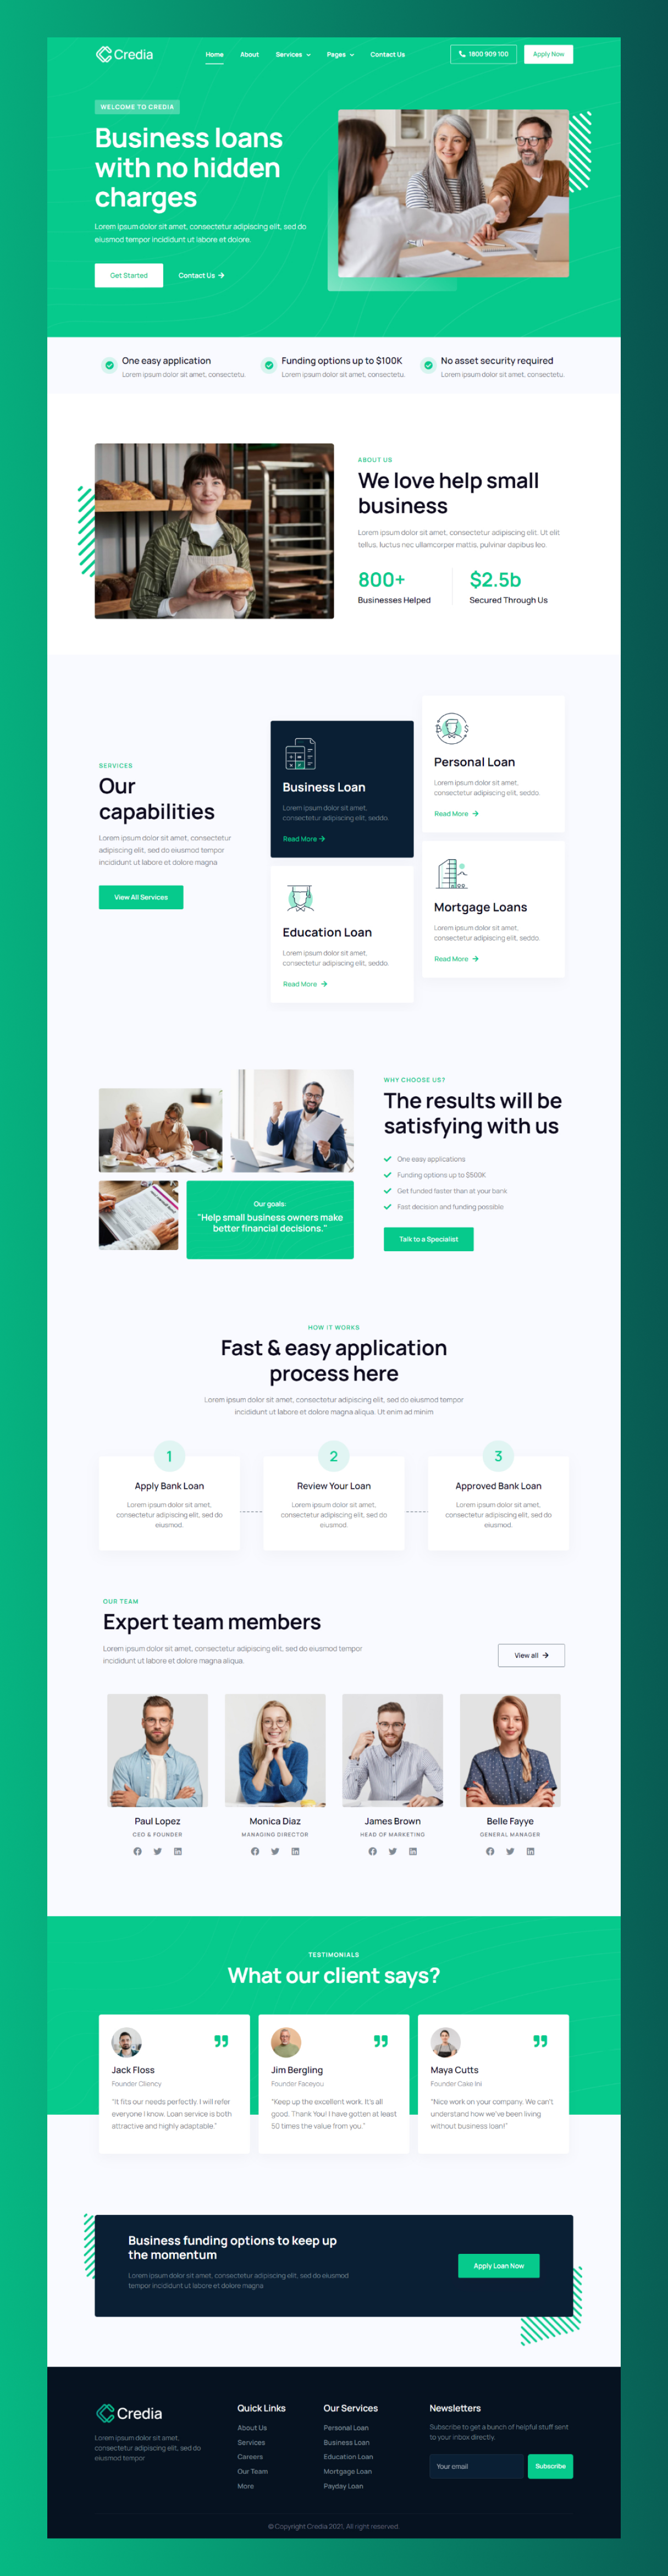 Credia
Home About Services Pages Contact Us
1800 909 100
Apply Now
WELCOME TO CREDIA
Business loans
with no hidden
charges
Lorem ipsum dolor sit amet, consectetur adipiscing elit, sed do
eiusmod tempor incididunt ut labore et dolore.
Get Started
Contact Us
One easy application
Lorem ipsum dolor sit amet, consectetu.
Funding options up to $100K
Lorem ipsum dolor sit amet, consectetu.
No asset security required
Lorem ipsum dolor sit amet, consectetu.
ABOUT US
We love help small
business
Lorem ipsum dolor sit amet, consectetur adipiscing elit. Ut elit
tellus, luctus nec ullamcorper mattis, pulvinar dapibus leo.
800+
Businesses Helped
$2.5b
Secured Through Us
SERVICES
Our
capabilities
Lorem ipsum dolor sit amet, consectetur
adipiscing elit, sed do eiusmod tempor
incididunt ut labore et dolore magna
View All Services
Business Loan
Lorem ipsum dolor sit amet,
consectetur adipiscing elit, seddo.
Read More
Personal Loan
Lorem ipsum dolor sit amet,
consectetur adipiscing elit, seddo.
Read More
Education Loan
Lorem ipsum dolor sit amet,
consectetur adipiscing elit, seddo.
Read More
Mortgage Loans
Lorem ipsum dolor sit amet,
consectetur adipiscing elit, seddo.
Read More
Our goals:
"Help small business owners make
better financial decisions."
WHY CHOOSE US?
The results will be
satisfying with us
One easy applications
Funding options up to $500K
Get funded faster than at your bank
Fast decision and funding possible
Talk to a Specialist
HOW IT WORKS
Fast & easy application
process here
Lorem ipsum dolor sit amet, consectetur adipiscing elit, sed do eiusmod tempor
incididunt ut labore et dolore magna aliqua. Ut enim ad minim
1
Apply Bank Loan
Lorem ipsum dolor sit amet,
consectetur adipiscing elit, sed do
eiusmod.
2
Review Your Loan
Lorem ipsum dolor sit amet,
consectetur adipiscing elit, sed do
eiusmod.
3
Approved Bank Loan
Lorem ipsum dolor sit amet,
consectetur adipiscing elit, sed do
eiusmod.
OUR TEAM
Expert team members
Lorem ipsum dolor sit amet, consectetur adipiscing elit, sed do eiusmod tempor
incididunt ut labore et dolore magna aliqua.
View all
Paul Lopez
CEO & FOUNDER
Monica Diaz
MANAGING DIRECTOR
James Brown
HEAD OF MARKETING
Belle Fayye
GENERAL MANAGER
TESTIMONIALS
What our client says?
Jack Floss
Founder Cliency
"It fits our needs perfectly. I will refer
everyone I know. Loan service is both
attractive and highly adaptable."
Jim Bergling
Founder Faceyou
"Keep up the excellent work. It's all
good. Thank You! I have gotten at least
50 times the value from you."
Maya Cutts
Founder Cake Ini
"Nice work on your company. We can't
understand how we've been living
without business loan!"
Business funding options to keep up
the momentum
Lorem ipsum dolor sit amet, consectetur adipiscing elit, sed do eiusmod
tempor incididunt ut labore et dolore magna
Apply Loan Now
Credia
Lorem ipsum dolor sit amet,
consectetur adipiscing elit, sed do
eiusmod tempor
Quick Links
About Us
Services
Careers
Our Team
More
Our Services
Personal Loan
Business Loan
Education Loan
Mortgage Loan
Payday Loan
Newsletters
Subscribe to get a bunch of helpful stuff sent
to your inbox directly.
Your email
Subscribe
© Copyright Credia 2021, All right reserved.